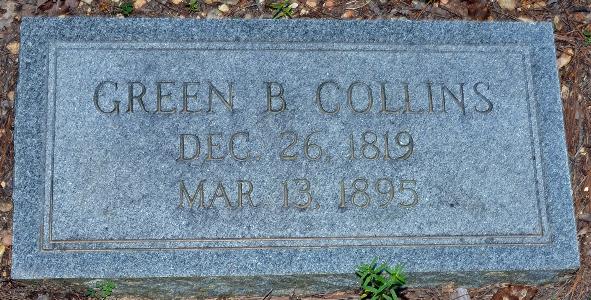 GREEN B. COLLINS
DEC. 26, 1819
MAR. 13, 1895